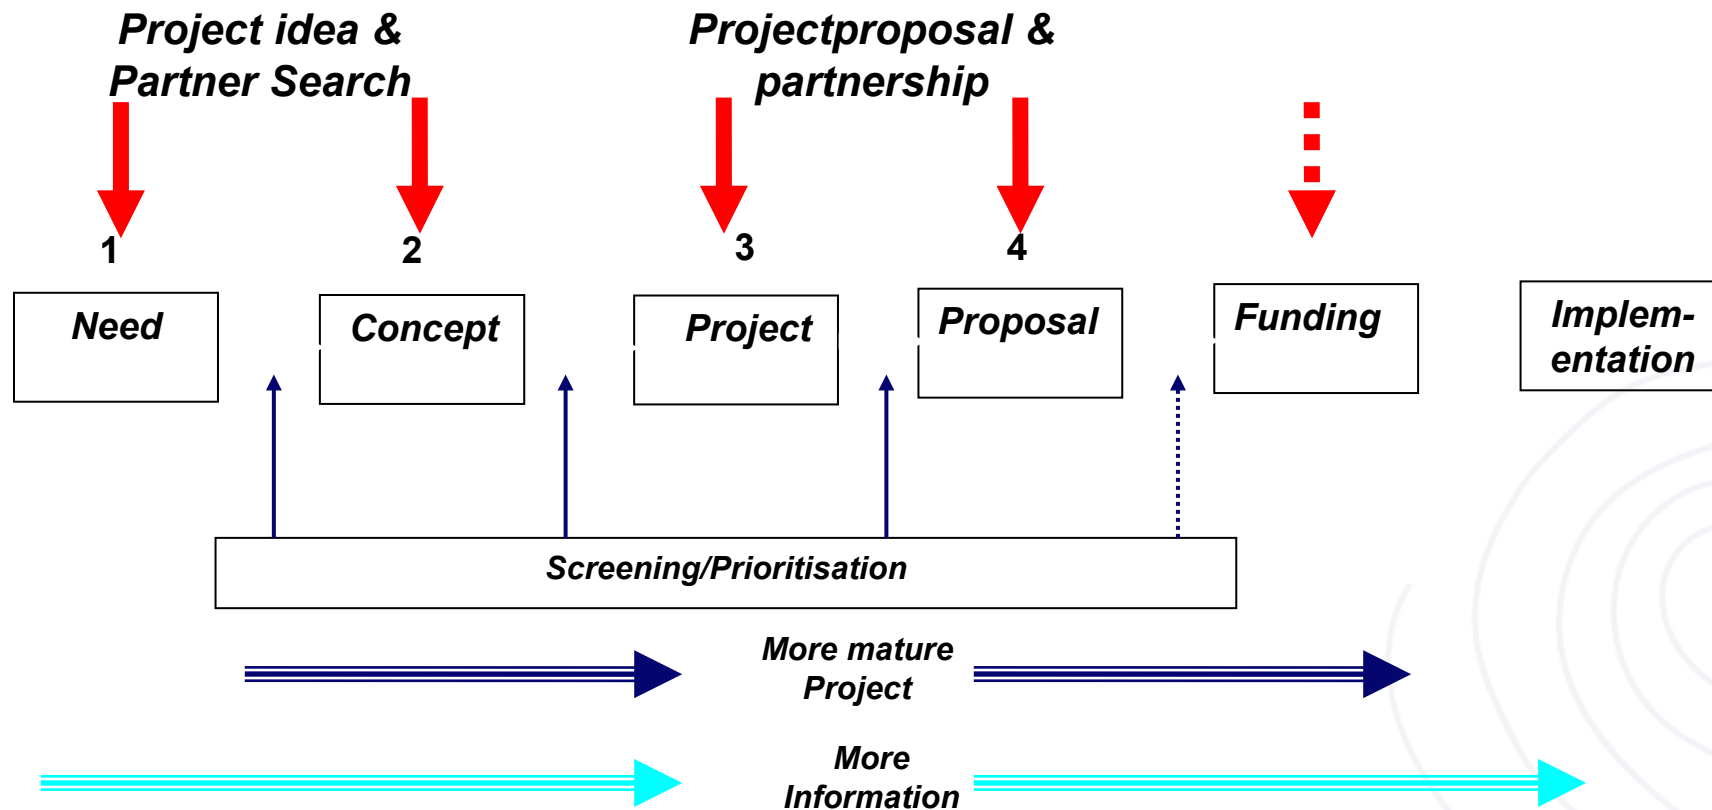 Project idea &
Partner Search
Projectproposal &
partnership
1
2
3
4
Need
Concept
Project
Proposal
Funding
Implem-
entation
Screening/Prioritisation
More mature
Project
More
Information